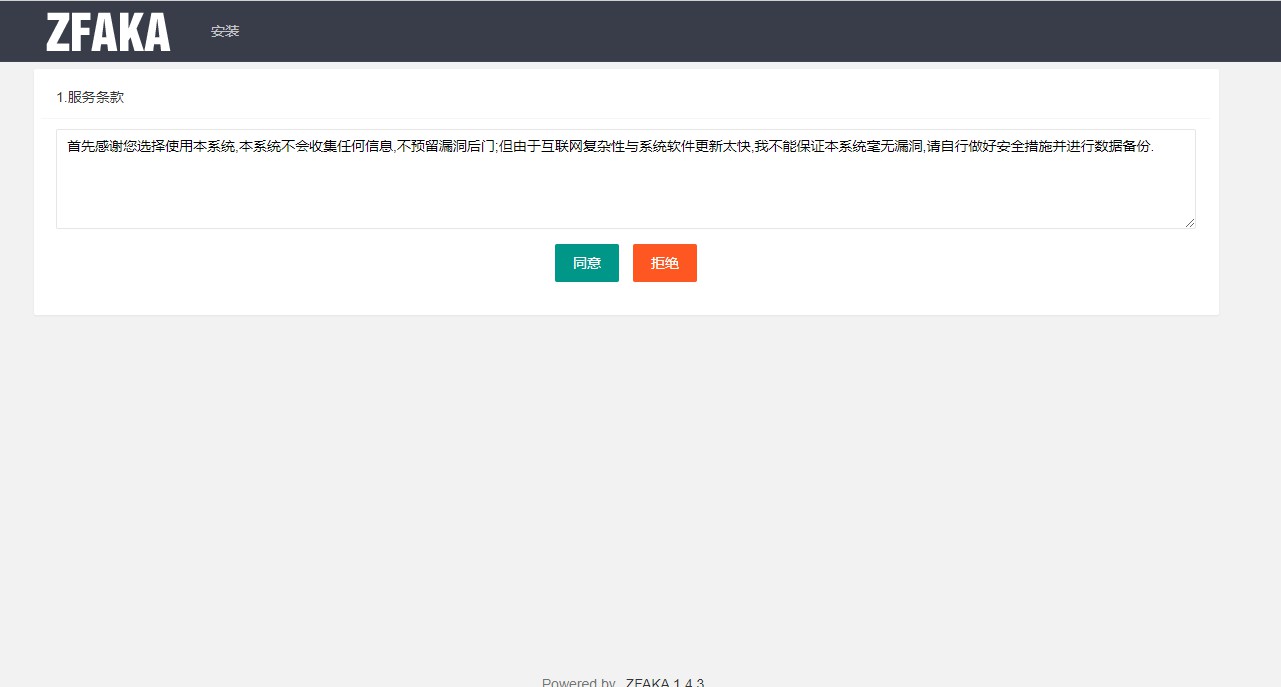 ZFAKA 安装
1.服务条款
首先感谢您选择使用本系统,本系统不会收集任何信息,不预留漏洞后门;但由于互联网复杂性与系统软件更新太快,我不能保证本系统毫无漏洞,请自行做好安全措施并进行数据备份.
同意 拒绝
Powered by ZFAKA 1.4.3